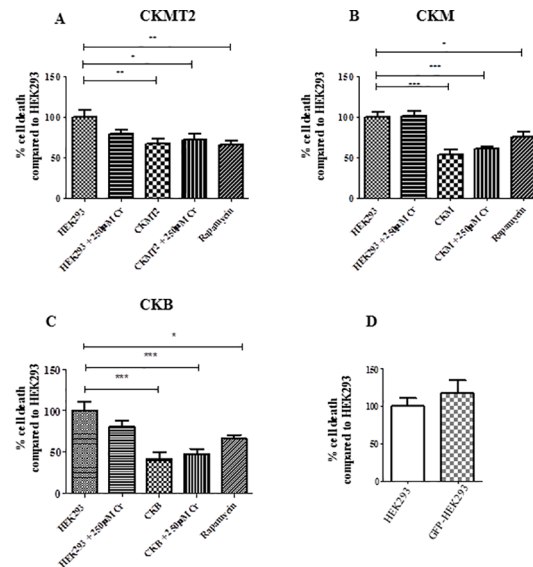 A
CKMT2
**
*
**
% cell death
compared to HEK293
150
100
50
0
HEK293
HEK293 +250µM Cr
CKMT2
CKMT2 +250µM Cr
Rapamycin
B
CKM
*
***
***
% cell death
compared to HEK293
150
100
50
0
HEK293
HEK293 +250µM Cr
CKM
CKM +250µM Cr
Rapamycin
C
CKB
*
***
***
% cell death
compared to HEK293
150
100
50
0
HEK293
HEK293 +250µM Cr
CKB
CKB +250µM Cr
Rapamycin
D
% cell death
compared to HEK293
150
100
50
0
HEK293
GFP-HEK293